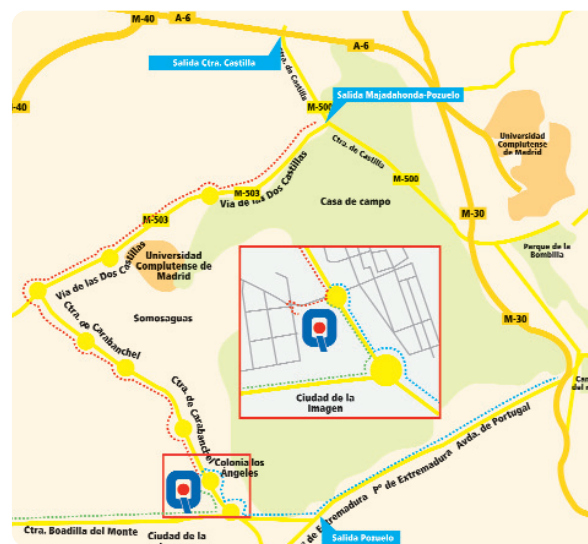 M-40
A-6
Salida Ctra. Castilla
Ctra. de Castilla
A-6
M-40
M-500
Salida Majadahonda-Pozuelo
Ctra. de Castilla
Universidad
Complutense
de Madrid
M-500
M-503
Vía de las Dos Castillas
Casa de campo
M-503
M-30
Universidad
Complutense de
Madrid
Vía de las Dos Castillas
Parque de la
Bombilla
Somosaguas
Ctra. de Carabanchel
M-30
Ctra. de Carabanchel
Ciudad de la
Imagen
Pº de Extremadura
Avda. de Portugal
Colonia los
Ángeles
Ctra. Boadilla del Monte
Ciudad de la
de Extremadura
Salida Pozuelo